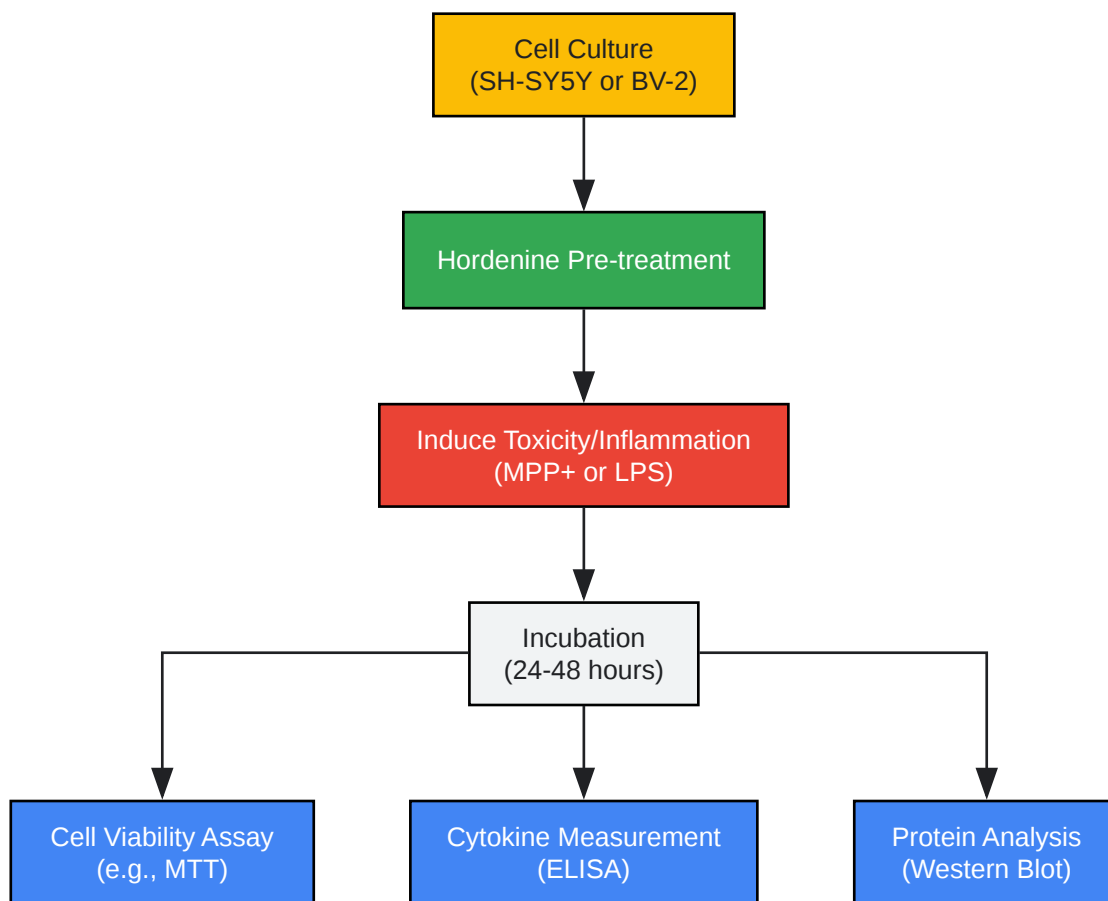 Cell Culture
(SH-SY5Y or BV-2)
Hordenine Pre-treatment
Induce Toxicity/Inflammation
(MPP+ or LPS)
Incubation
(24-48 hours)
Cell Viability Assay
(e.g., MTT)
Cytokine Measurement
(ELISA)
Protein Analysis
(Western Blot)